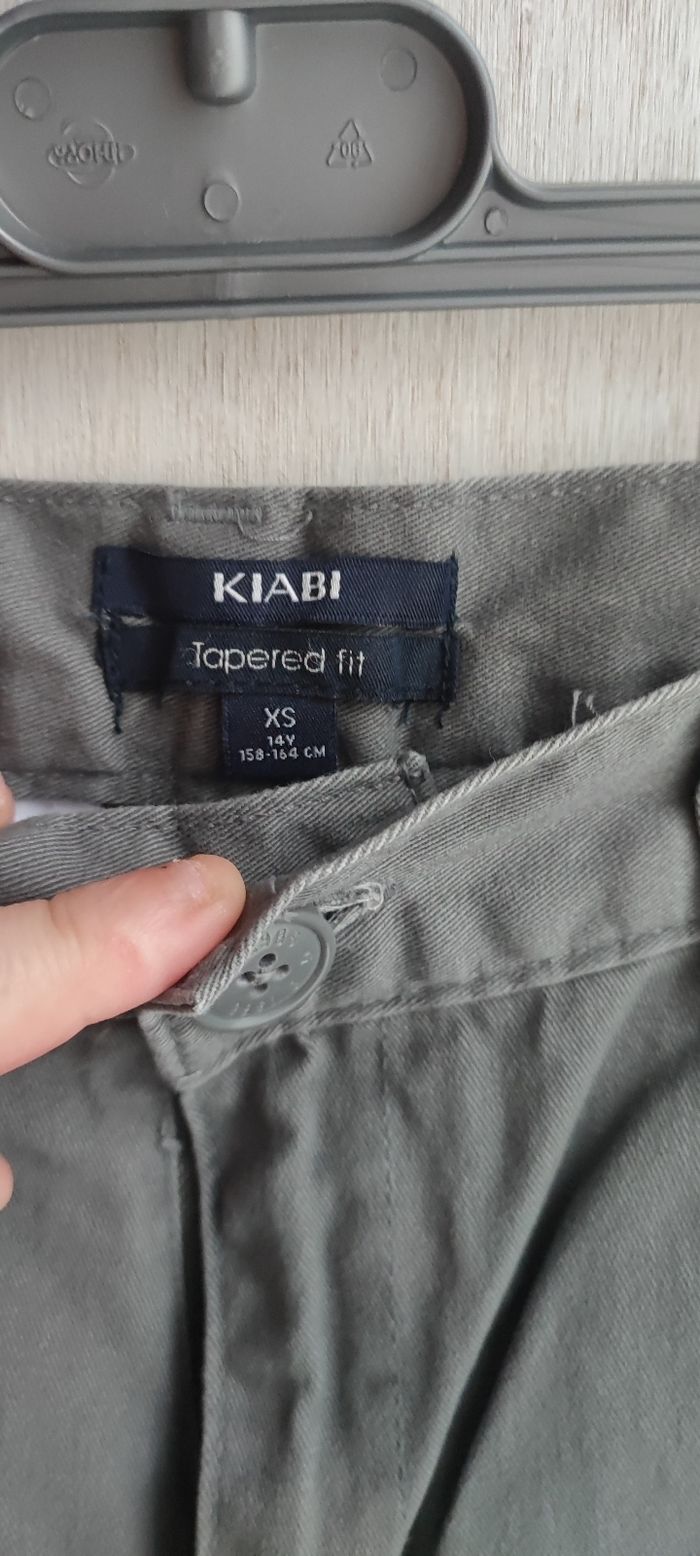 KIABI
Tapered fit
XS
14Y
158-164 CM